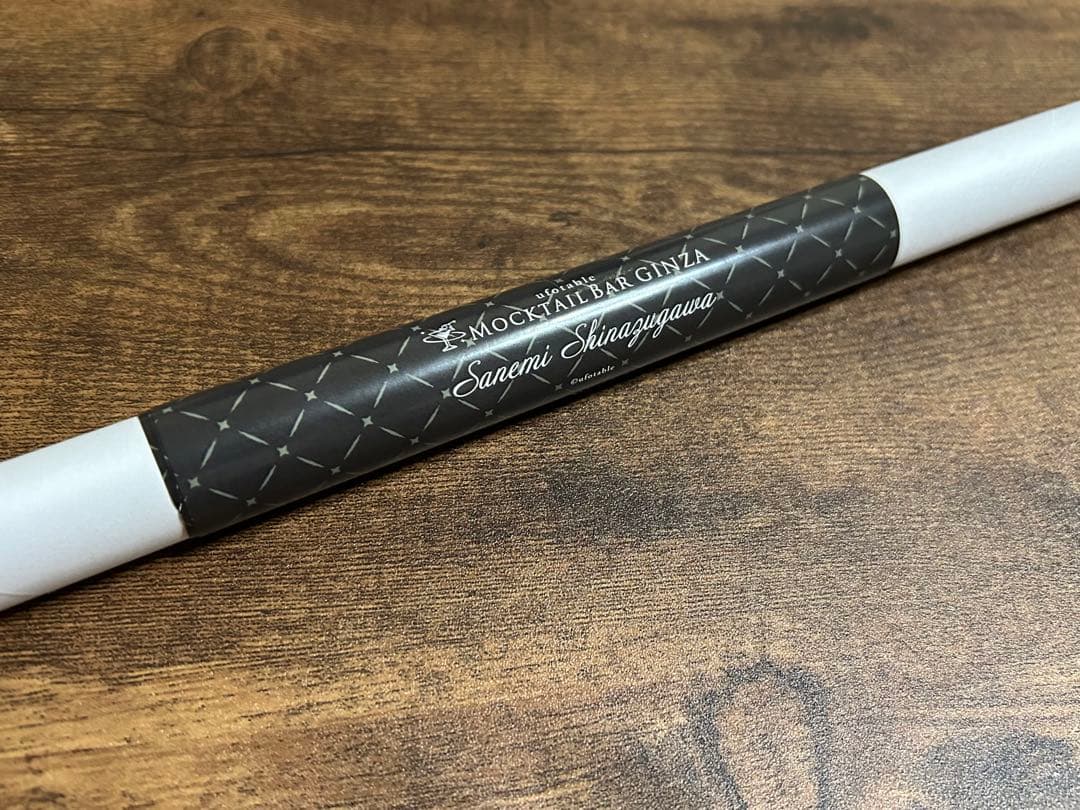 ufotable
MOCKTAIL BAR GINZA
Sanemi Shinazugawa
©ufotable